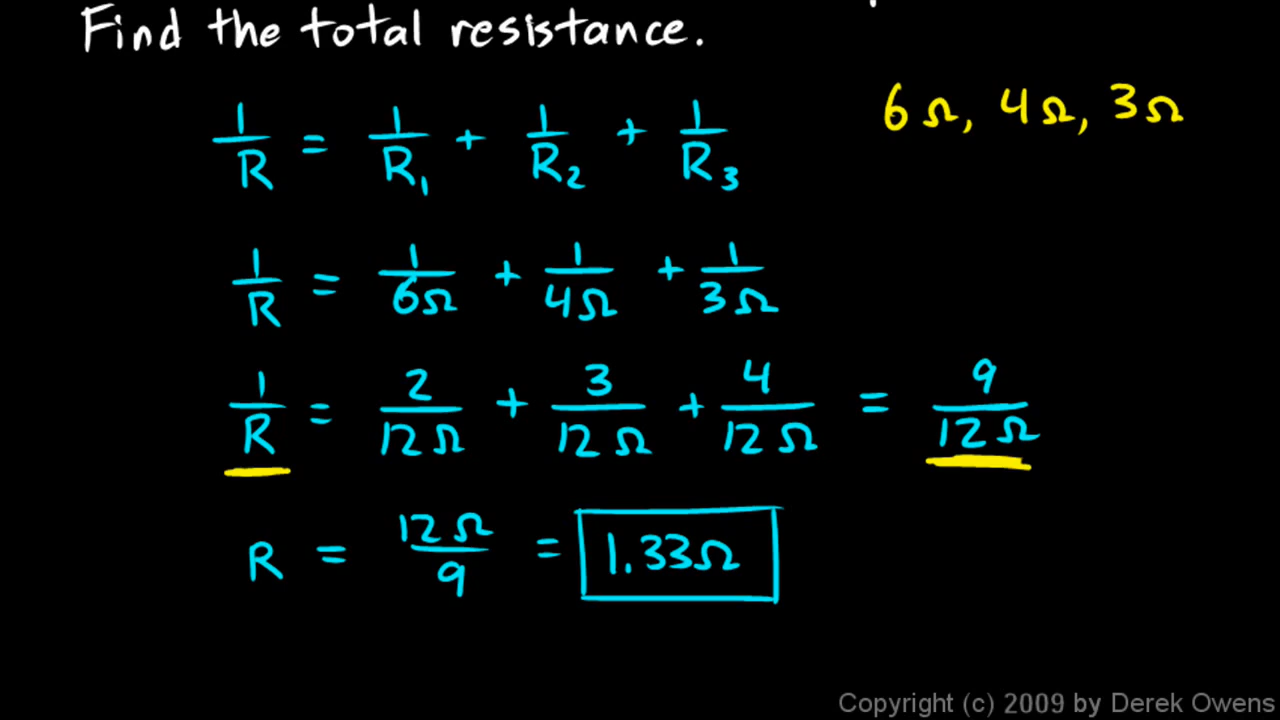 Find the total resistance.
6Ω, 4Ω, 3Ω
1/R = 1/R₁ + 1/R₂ + 1/R₃
1/R = 1/6Ω + 1/4Ω + 1/3Ω
1/R = 2/12Ω + 3/12Ω + 4/12Ω = 9/12Ω
R = 12Ω/9 = 1.33Ω
Copyright (c) 2009 by Derek Owens